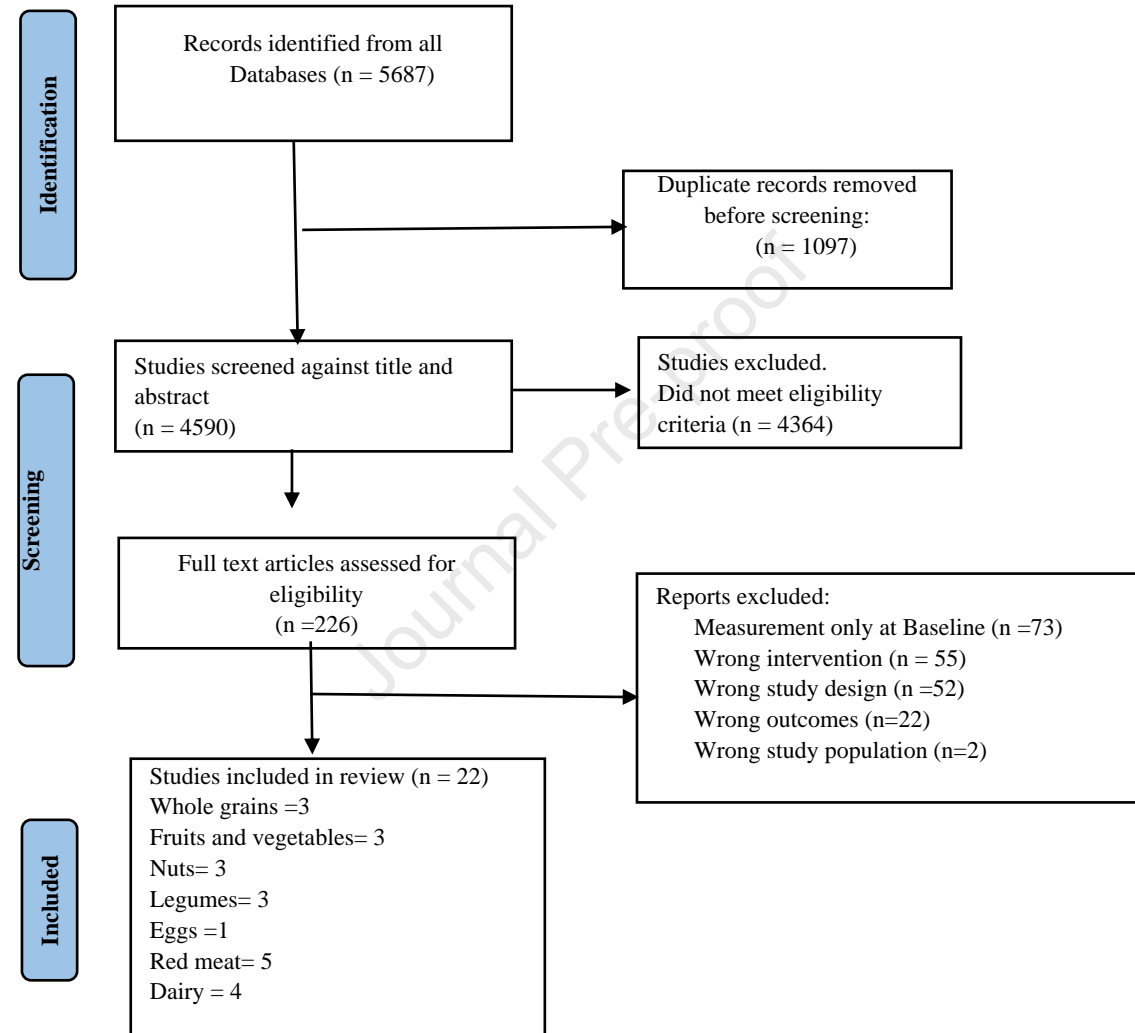 Identification
Records identified from all
Databases (n = 5687)
Duplicate records removed
before screening:
(n = 1097)
Screening
Studies screened against title and
abstract
(n = 4590)
Studies excluded.
Did not meet eligibility
criteria (n = 4364)
Full text articles assessed for
eligibility
(n =226)
Reports excluded:
Measurement only at Baseline (n =73)
Wrong intervention (n = 55)
Wrong study design (n =52)
Wrong outcomes (n=22)
Wrong study population (n=2)
Included
Studies included in review (n = 22)
Whole grains =3
Fruits and vegetables= 3
Nuts= 3
Legumes= 3
Eggs =1
Red meat= 5
Dairy = 4
Journal Pre-proof